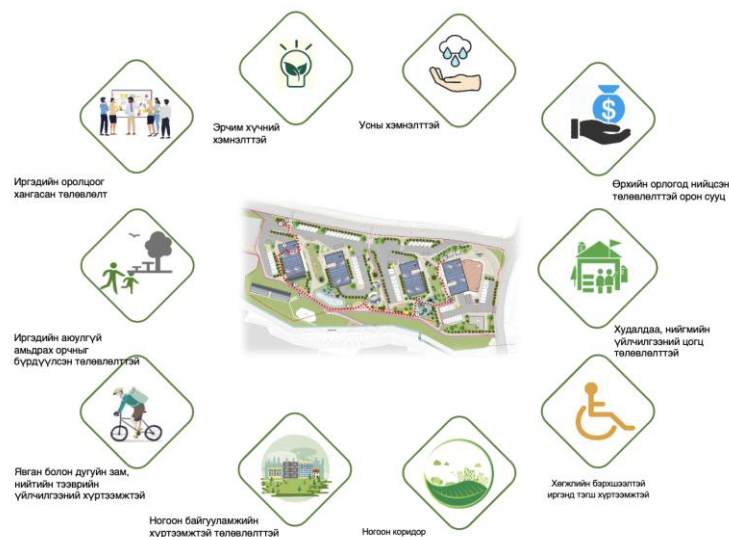 Эрчим хүчний
хэмнэлттэй
Усны хэмнэлттэй
Иргэдийн оролцоог
хангасан төлөвлөлт
$
Өрхийн орлогод нийцсэн
төлөвлөлттэй орон сууц
Иргэдийн аюулгүй
амьдрах орчныг
бүрдүүлсэн төлөвлөлттэй
Худалдаа, нийгмийн
үйлчилгээний цогц
төлөвлөлттэй
Явган болон дугуйн зам,
нийтийн тээврийн
үйлчилгээний хүртээмжтэй
Ногоон байгууламжийн
хүртээмжтэй төлөвлөлттэй
Ногоон коридор
Хөгжлийн бэрхшээлтэй
иргэнд тэгш хүртээмжтэй